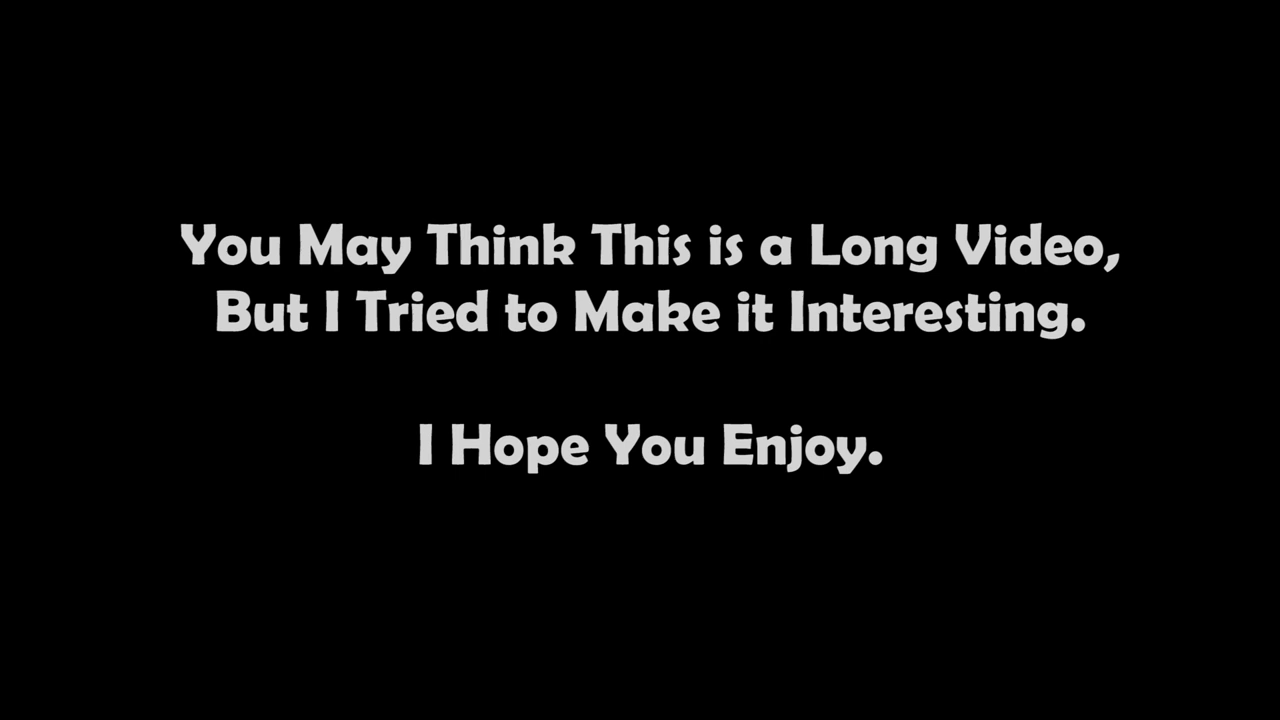 You May Think This is a Long Video,
But I Tried to Make it Interesting.
I Hope You Enjoy.